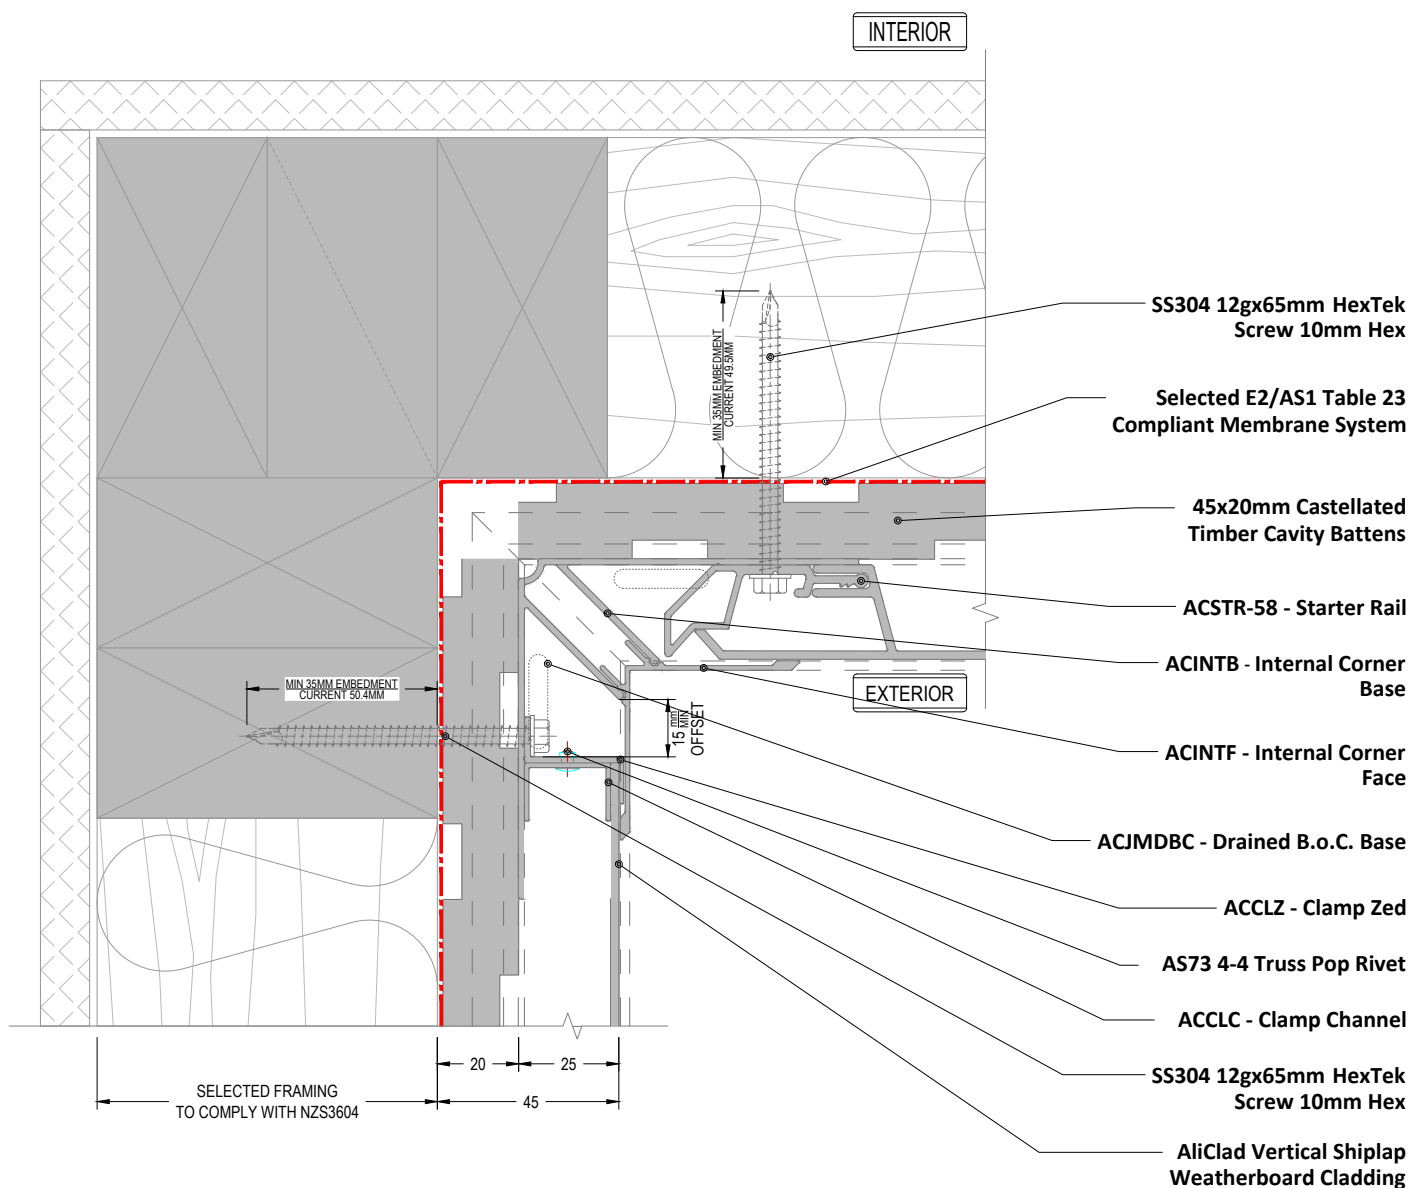 INTERIOR
SS304 12gx65mm HexTek
Screw 10mm Hex
MIN 35MM EMBEDMENT
CURRENT 49.5MM
Selected E2/AS1 Table 23
Compliant Membrane System
45x20mm Castellated
Timber Cavity Battens
ACSTR-58 - Starter Rail
ACINTB - Internal Corner
Base
MIN 35MM EMBEDMENT
CURRENT 50.4MM
EXTERIOR
15 mm
MIN
OFFSET
ACINTF - Internal Corner
Face
ACJMDBC - Drained B.o.C. Base
ACCLZ - Clamp Zed
AS73 4-4 Truss Pop Rivet
ACCLC - Clamp Channel
20
25
SS304 12gx65mm HexTek
Screw 10mm Hex
SELECTED FRAMING
TO COMPLY WITH NZS3604
45
AliClad Vertical Shiplap
Weatherboard Cladding